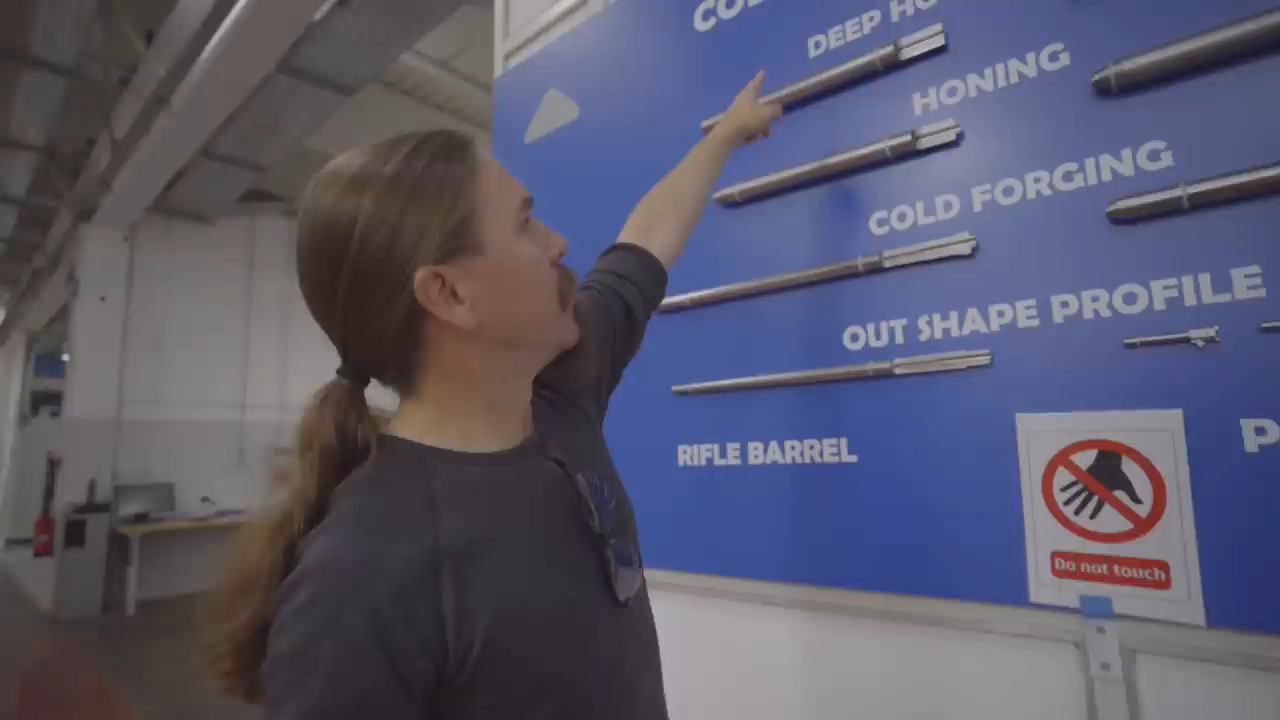 DEEP
HONING
COLD FORGING
OUT SHAPE PROFILE
RIFLE BARREL
Do not touch